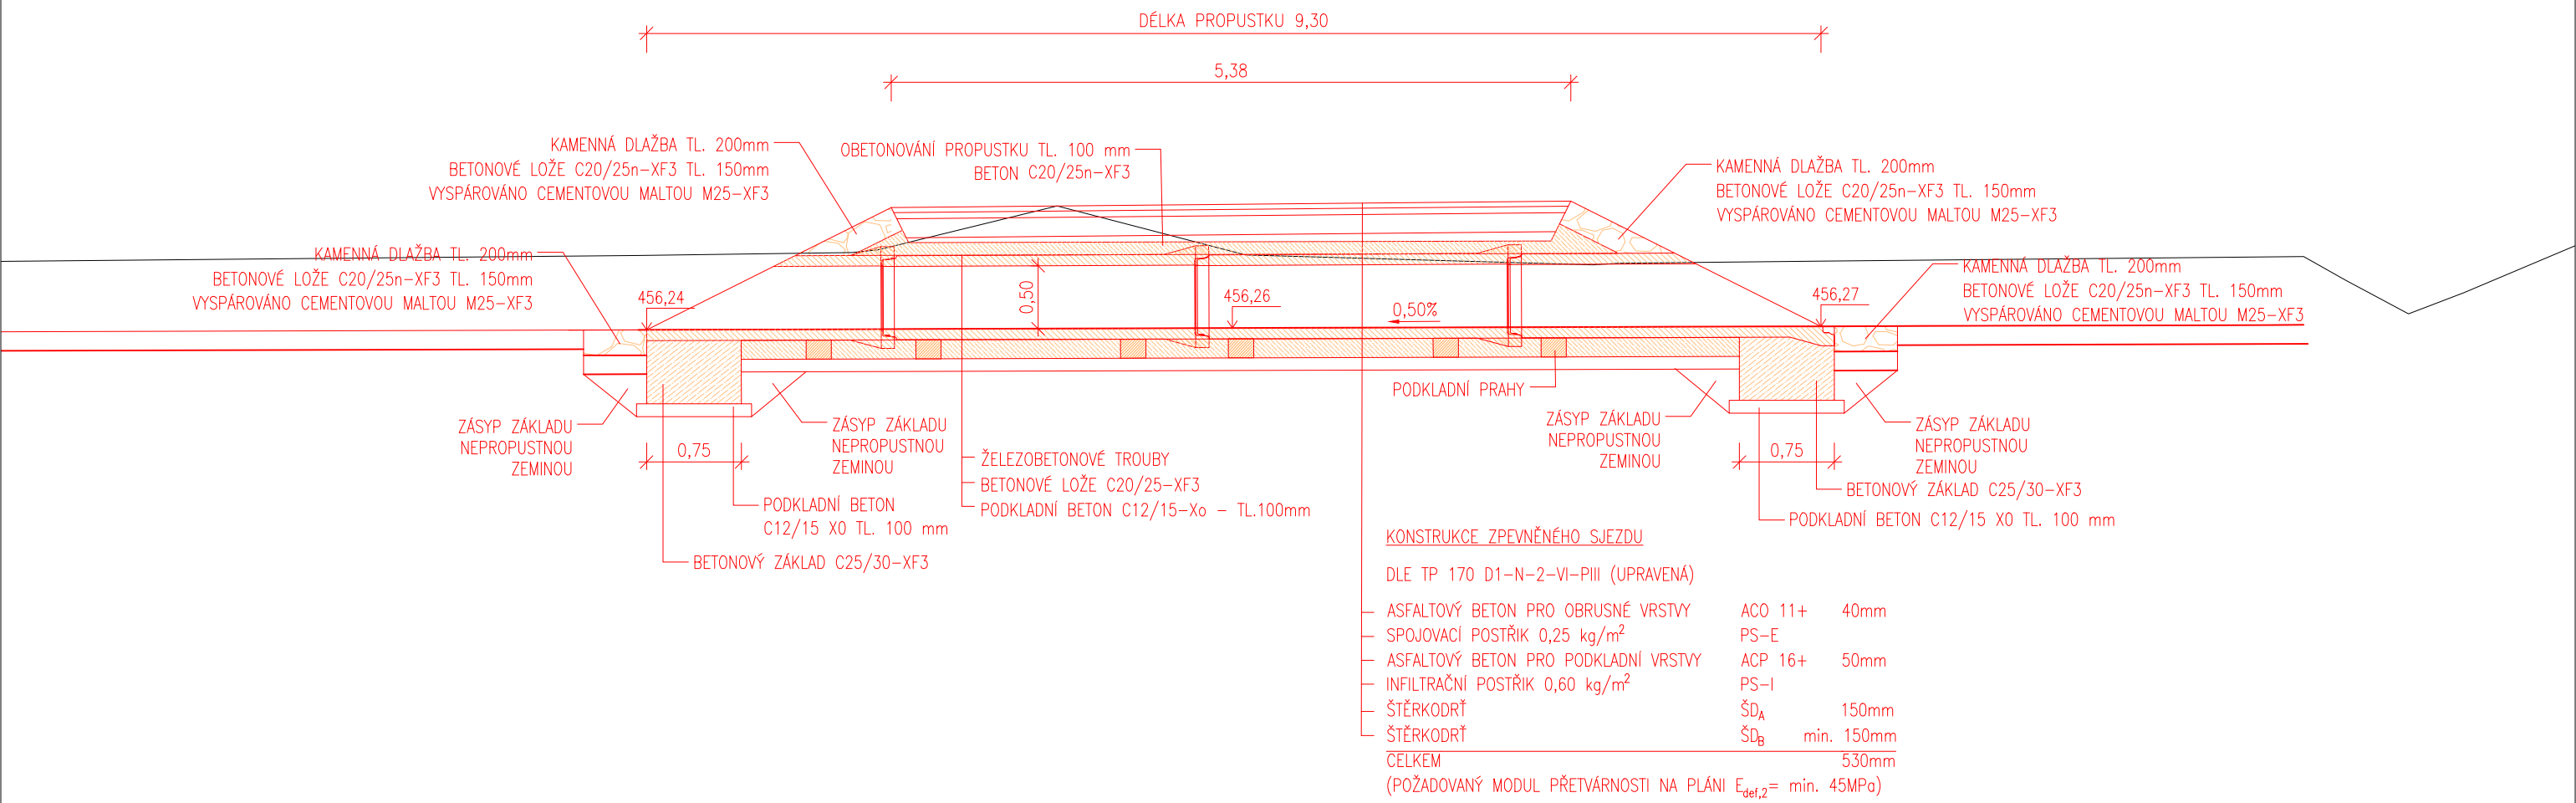 DÉLKA PROPUSTKU 9,30
5,38
KAMENNÁ DLAŽBA TL. 200mm
BETONOVÉ LOŽE C20/25n-XF3 TL. 150mm
VYSPÁROVÁNO CEMENTOVOU MALTOU M25-XF3
OBETONOVÁNÍ PROPUSTKU TL. 100 mm
BETON C20/25n-XF3
KAMENNÁ DLAŽBA TL. 200mm
BETONOVÉ LOŽE C20/25n-XF3 TL. 150mm
VYSPÁROVÁNO CEMENTOVOU MALTOU M25-XF3
KAMENNÁ DLAŽBA TL. 200mm
BETONOVÉ LOŽE C20/25n-XF3 TL. 150mm
VYSPÁROVÁNO CEMENTOVOU MALTOU M25-XF3
KAMENNÁ DLAŽBA TL. 200mm
BETONOVÉ LOŽE C20/25n-XF3 TL. 150mm
VYSPÁROVÁNO CEMENTOVOU MALTOU M25-XF3
456,24
0,50
456,26
0,50%
456,27
PODKLADNÍ PRAHY
ZÁSYP ZÁKLADU
NEPROPUSTNOU
ZEMINOU
0,75
ZÁSYP ZÁKLADU
NEPROPUSTNOU
ZEMINOU
ZÁSYP ZÁKLADU
NEPROPUSTNOU
ZEMINOU
0,75
ZÁSYP ZÁKLADU
NEPROPUSTNOU
ZEMINOU
ŽELEZOBETONOVÉ TROUBY
BETONOVÉ LOŽE C20/25-XF3
PODKLADNÍ BETON C12/15-Xo - TL.100mm
PODKLADNÍ BETON
C12/15 X0 TL. 100 mm
BETONOVÝ ZÁKLAD C25/30-XF3
BETONOVÝ ZÁKLAD C25/30-XF3
PODKLADNÍ BETON C12/15 X0 TL. 100 mm
KONSTRUKCE ZPEVNĚNÉHO SJEZDU
DLE TP 170 D1-N-2-VI-PIII (UPRAVENÁ)
ASFALTOVÝ BETON PRO OBRUSNÉ VRSTVY ACO 11+ 40mm
SPOJOVACÍ POSTŘIK 0,25 kg/m² PS-E
ASFALTOVÝ BETON PRO PODKLADNÍ VRSTVY ACP 16+ 50mm
INFILTRAČNÍ POSTŘIK 0,60 kg/m² PS-I
ŠTĚRKODRŤ ŠDA 150mm
ŠTĚRKODRŤ ŠDB min. 150mm
CELKEM 530mm
(POŽADOVANÝ MODUL PŘETVÁRNOSTI NA PLÁNI Edef,2= min. 45MPa)